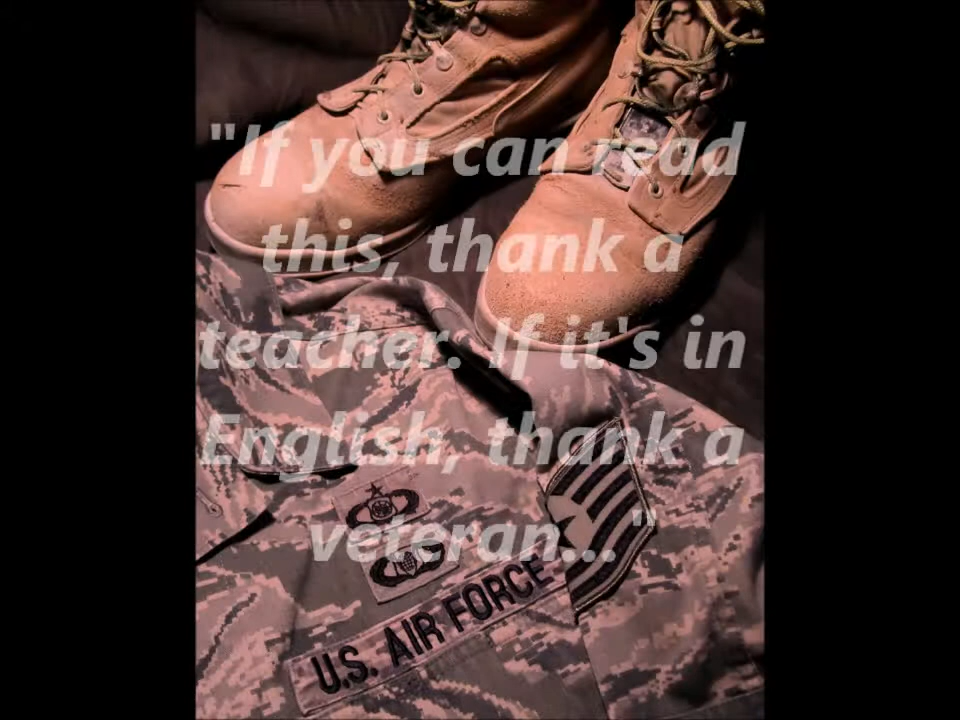 "If you can read
this, thank a
teacher. If it's in
English, thank a
veteran..."
U.S. AIR FORCE